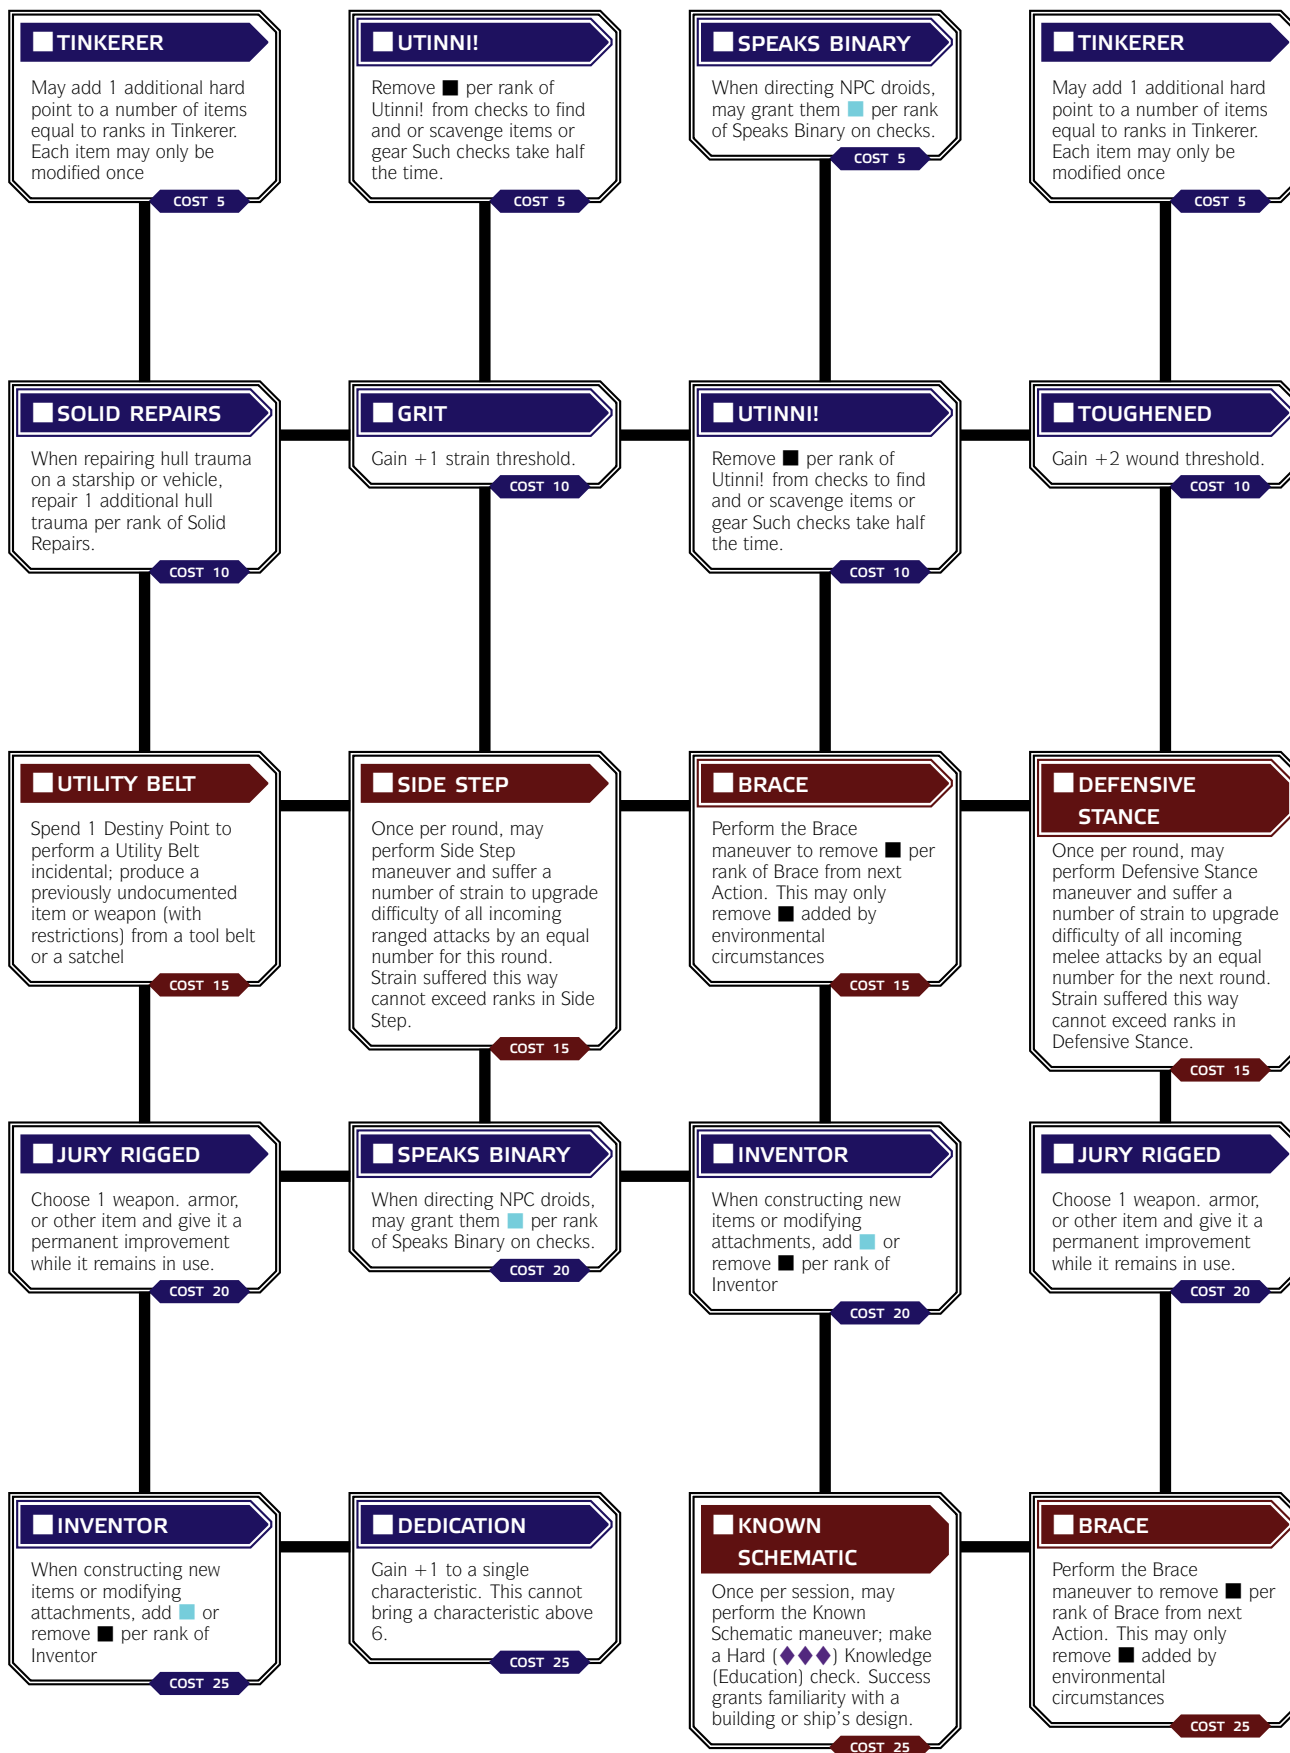 TINKERER
May add 1 additional hard
point to a number of items
equal to ranks in Tinkerer.
Each item may only be
modified once
COST 5
UTINNI!
Remove ■ per rank of
Utinni! from checks to find
and or scavenge items or
gear Such checks take half
the time.
COST 5
SPEAKS BINARY
When directing NPC droids,
may grant them ■ per rank
of Speaks Binary on checks.
COST 5
TINKERER
May add 1 additional hard
point to a number of items
equal to ranks in Tinkerer.
Each item may only be
modified once
COST 5
SOLID REPAIRS
When repairing hull trauma
on a starship or vehicle,
repair 1 additional hull
trauma per rank of Solid
Repairs.
COST 10
GRIT
Gain +1 strain threshold.
COST 10
UTINNI!
Remove ■ per rank of
Utinni! from checks to find
and or scavenge items or
gear Such checks take half
the time.
COST 10
TOUGHENED
Gain +2 wound threshold.
COST 10
UTILITY BELT
Spend 1 Destiny Point to
perform a Utility Belt
incidental; produce a
previously undocumented
item or weapon (with
restrictions) from a tool belt
or a satchel
COST 15
SIDE STEP
Once per round, may
perform Side Step
maneuver and suffer a
number of strain to upgrade
difficulty of all incoming
ranged attacks by an equal
number for this round.
Strain suffered this way
cannot exceed ranks in Side
Step.
COST 15
BRACE
Perform the Brace
maneuver to remove ■ per
rank of Brace from next
Action. This may only
remove ■ added by
environmental
circumstances
COST 15
DEFENSIVE
STANCE
Once per round, may
perform Defensive Stance
maneuver and suffer a
number of strain to upgrade
difficulty of all incoming
melee attacks by an equal
number for the next round.
Strain suffered this way
cannot exceed ranks in
Defensive Stance.
COST 15
JURY RIGGED
Choose 1 weapon. armor,
or other item and give it a
permanent improvement
while it remains in use.
COST 20
SPEAKS BINARY
When directing NPC droids,
may grant them ■ per rank
of Speaks Binary on checks.
COST 20
INVENTOR
When constructing new
items or modifying
attachments, add ■ or
remove ■ per rank of
Inventor
COST 20
JURY RIGGED
Choose 1 weapon. armor,
or other item and give it a
permanent improvement
while it remains in use.
COST 20
INVENTOR
When constructing new
items or modifying
attachments, add ■ or
remove ■ per rank of
Inventor
COST 25
DEDICATION
Gain +1 to a single
characteristic. This cannot
bring a characteristic above
6.
COST 25
KNOWN
SCHEMATIC
Once per session, may
perform the Known
Schematic maneuver; make
a Hard (♦♦♦) Knowledge
(Education) check. Success
grants familiarity with a
building or ship's design.
COST 25
BRACE
Perform the Brace
maneuver to remove ■ per
rank of Brace from next
Action. This may only
remove ■ added by
environmental
circumstances
COST 25